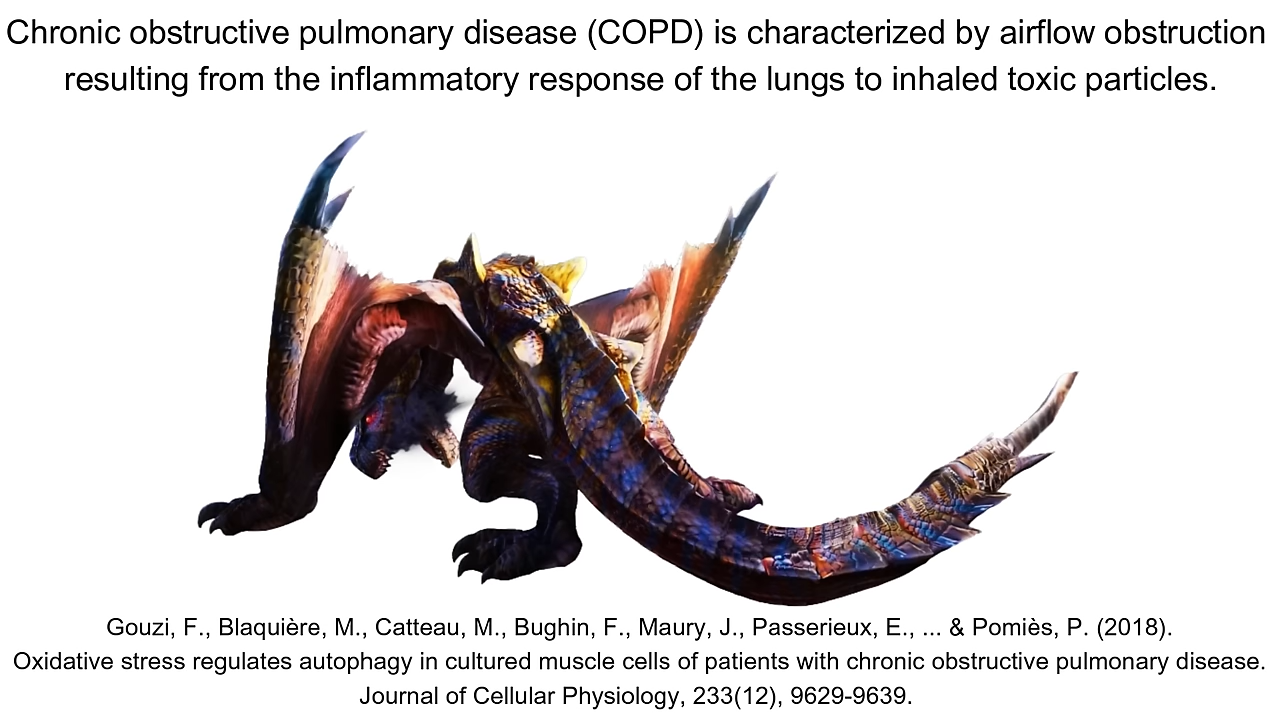 Chronic obstructive pulmonary disease (COPD) is characterized by airflow obstruction
resulting from the inflammatory response of the lungs to inhaled toxic particles.
Gouzi, F., Blaquière, M., Catteau, M., Bughin, F., Maury, J., Passerieux, E., ... & Pomiès, P. (2018).
Oxidative stress regulates autophagy in cultured muscle cells of patients with chronic obstructive pulmonary disease.
Journal of Cellular Physiology, 233(12), 9629-9639.